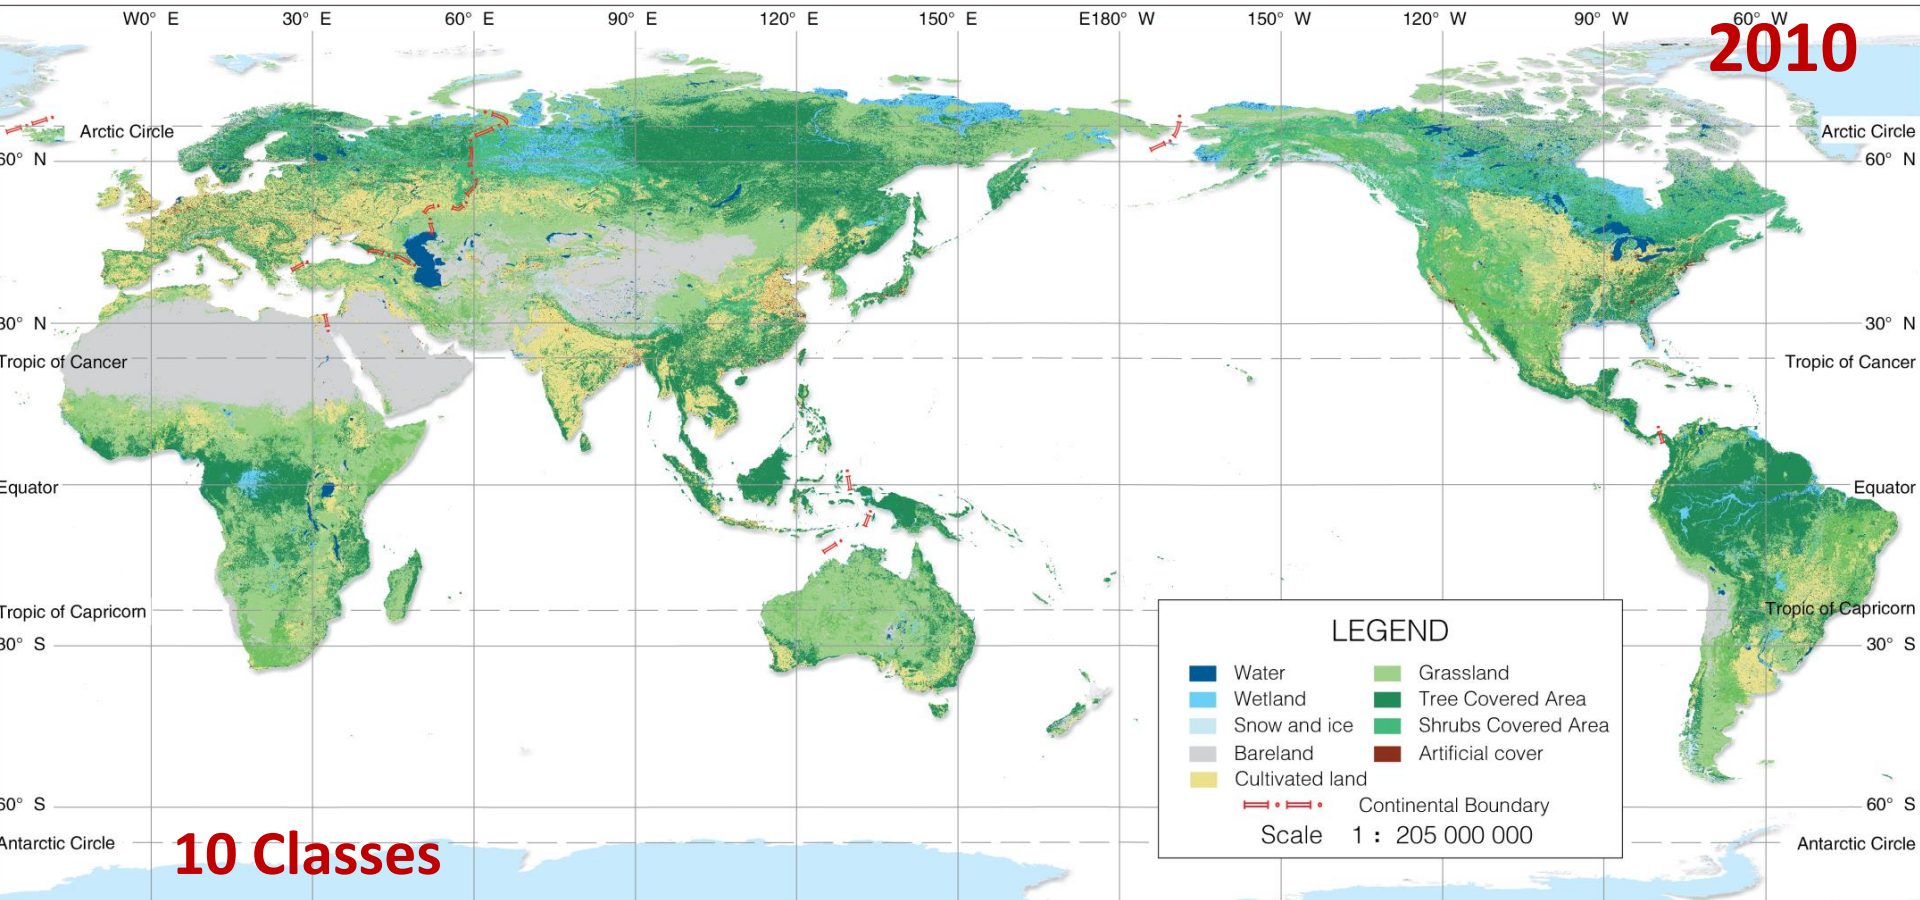 W0° E 30° E 60° E 90° E 120° E 150° E E180° W 150° W 120° W 90° W 60° W
2010
Arctic Circle Arctic Circle
60° N 60° N
30° N 30° N
Tropic of Cancer Tropic of Cancer
Equator Equator
Tropic of Capricorn Tropic of Capricorn
30° S 30° S
LEGEND
Water Grassland
Wetland Tree Covered Area
Snow and ice Shrubs Covered Area
Bareland Artificial cover
Cultivated land
Continental Boundary
Scale 1 : 205 000 000
60° S 60° S
Antarctic Circle Antarctic Circle
10 Classes